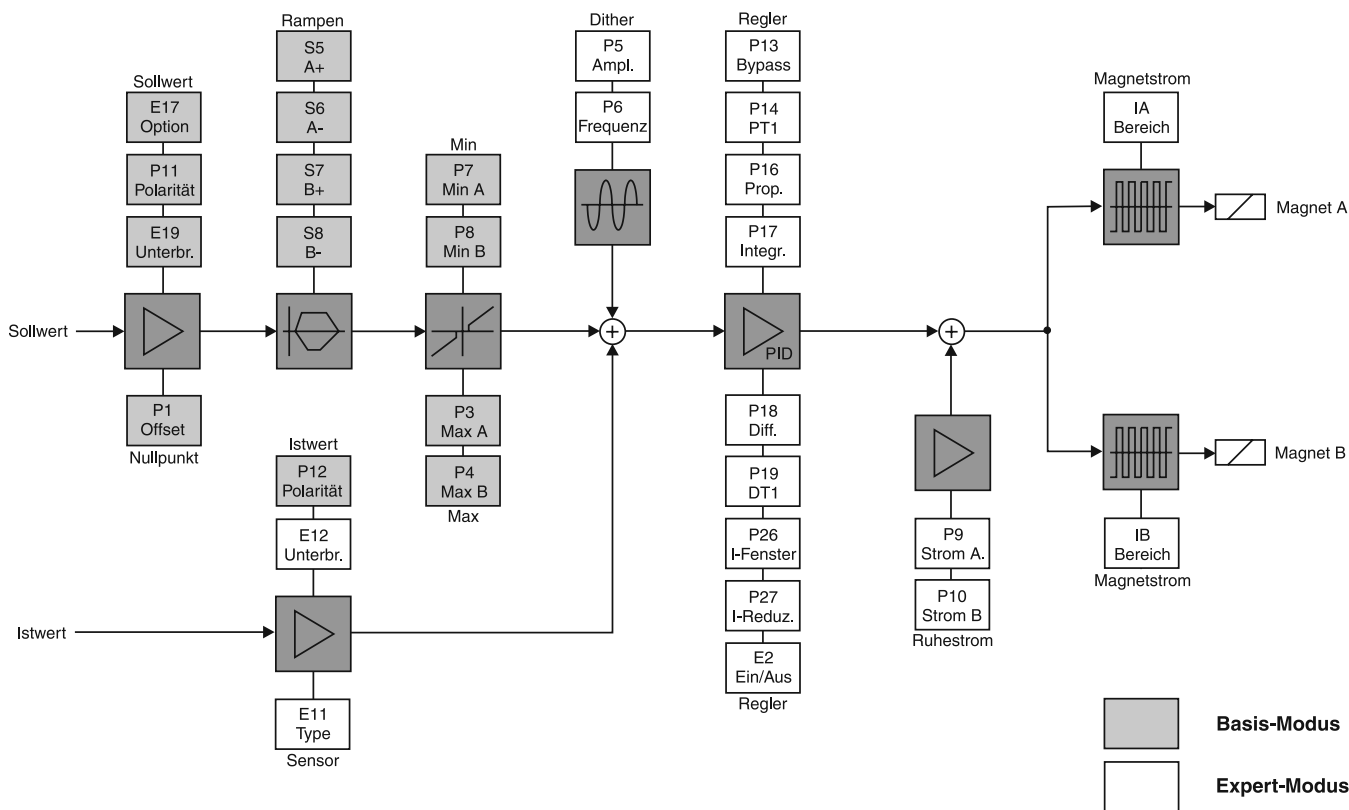 Rampen
S5
A+
S6
A-
S7
B+
S8
B-
Sollwert
E17
Option
P11
Polarität
E19
Unterbr.
Sollwert
P1
Offset
Nullpunkt
Min
P7
Min A
P8
Min B
P3
Max A
P4
Max B
Max
Dither
P5
Ampl.
P6
Frequenz
+
Regler
P13
Bypass
P14
PT1
P16
Prop.
P17
Integr.
PID
P18
Diff.
P19
DT1
P26
I-Fenster
P27
I-Reduz.
E2
Ein/Aus
Regler
Istwert
P12
Polarität
E12
Unterbr.
Istwert
E11
Type
Sensor
+
P9
Strom A.
P10
Strom B
Ruhestrom
Magnetstrom
IA
Bereich
Magnet A
Magnet B
IB
Bereich
Magnetstrom
Basis-Modus
Expert-Modus